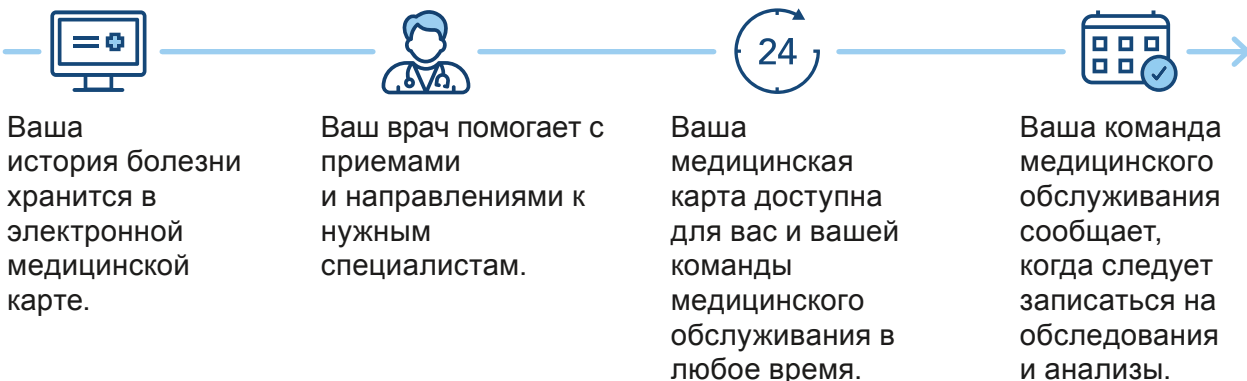 Ваша
история болезни
хранится в
электронной
медицинской
карте.
Ваш врач помогает с
приемами
и направлениями к
нужным
специалистам.
24
Ваша
медицинская
карта доступна
для вас и вашей
команды
медицинского
обслуживания в
любое время.
Ваша команда
медицинского
обслуживания
сообщает,
когда следует
записаться на
обследования
и анализы.